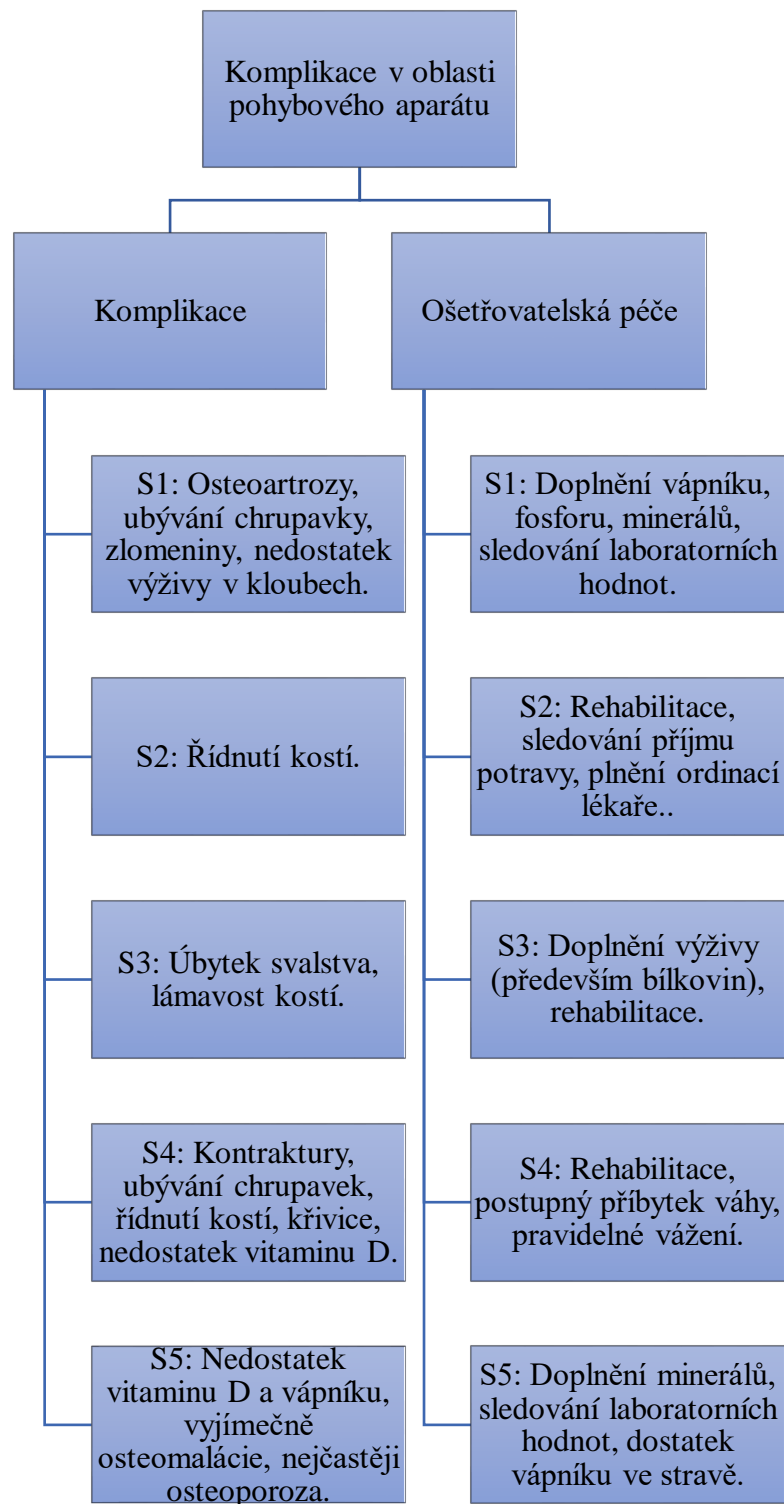 Komplikace v oblasti
pohybového aparátu
Komplikace
Ošetřovatelská péče
S1: Osteoartrozy,
ubývání chrupavky,
zlomeniny, nedostatek
výživy v kloubech.
S2: Řídnutí kostí.
S3: Úbytek svalstva,
lámavost kostí.
S4: Kontraktury,
ubývání chrupavek,
řídnutí kostí, křivice,
nedostatek vitaminu D.
S5: Nedostatek
vitaminu D a vápníku,
vyjímečně
osteomalácie, nejčastěji
osteoporoza.
S1: Doplnění vápníku,
fosforu, minerálů,
sledování laboratorních
hodnot.
S2: Rehabilitace,
sledování příjmu
potravy, plnění ordinací
lékaře..
S3: Doplnění výživy
(především bílkovin),
rehabilitace.
S4: Rehabilitace,
postupný příbytek váhy,
pravidelné vážení.
S5: Doplnění minerálů,
sledování laboratorních
hodnot, dostatek
vápníku ve stravě.